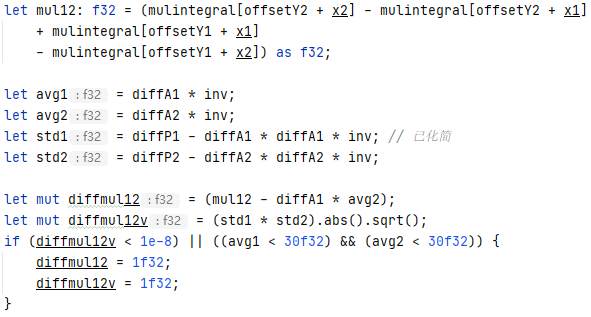 let mul12: f32 = (mulintegral[offsetY2 + x2] - mulintegral[offsetY2 + x1]
    + mulintegral[offsetY1 + x1]
    - mulintegral[offsetY1 + x2]) as f32;

let avg1 : f32 = diffA1 * inv;
let avg2 : f32 = diffA2 * inv;
let std1 : f32 = diffP1 - diffA1 * diffA1 * inv; // 已化简
let std2 : f32 = diffP2 - diffA2 * diffA2 * inv;

let mut diffmul12 : f32 = (mul12 - diffA1 * avg2);
let mut diffmul12v : f32 = (std1 * std2).abs().sqrt();
if (diffmul12v < 1e-8) || ((avg1 < 30f32) && (avg2 < 30f32)) {
    diffmul12 = 1f32;
    diffmul12v = 1f32;
}